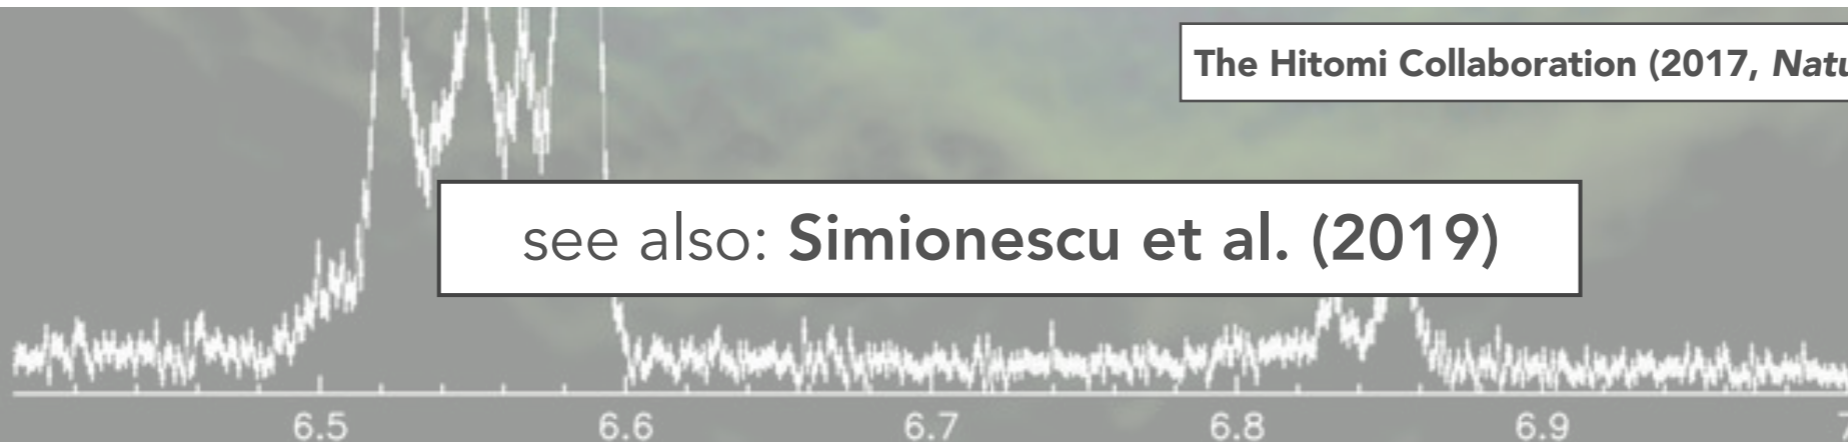 The Hitomi Collaboration (2017,
see also: Simionescu et al. (2019)
6.5 6.6 6.7 6.8 6.9